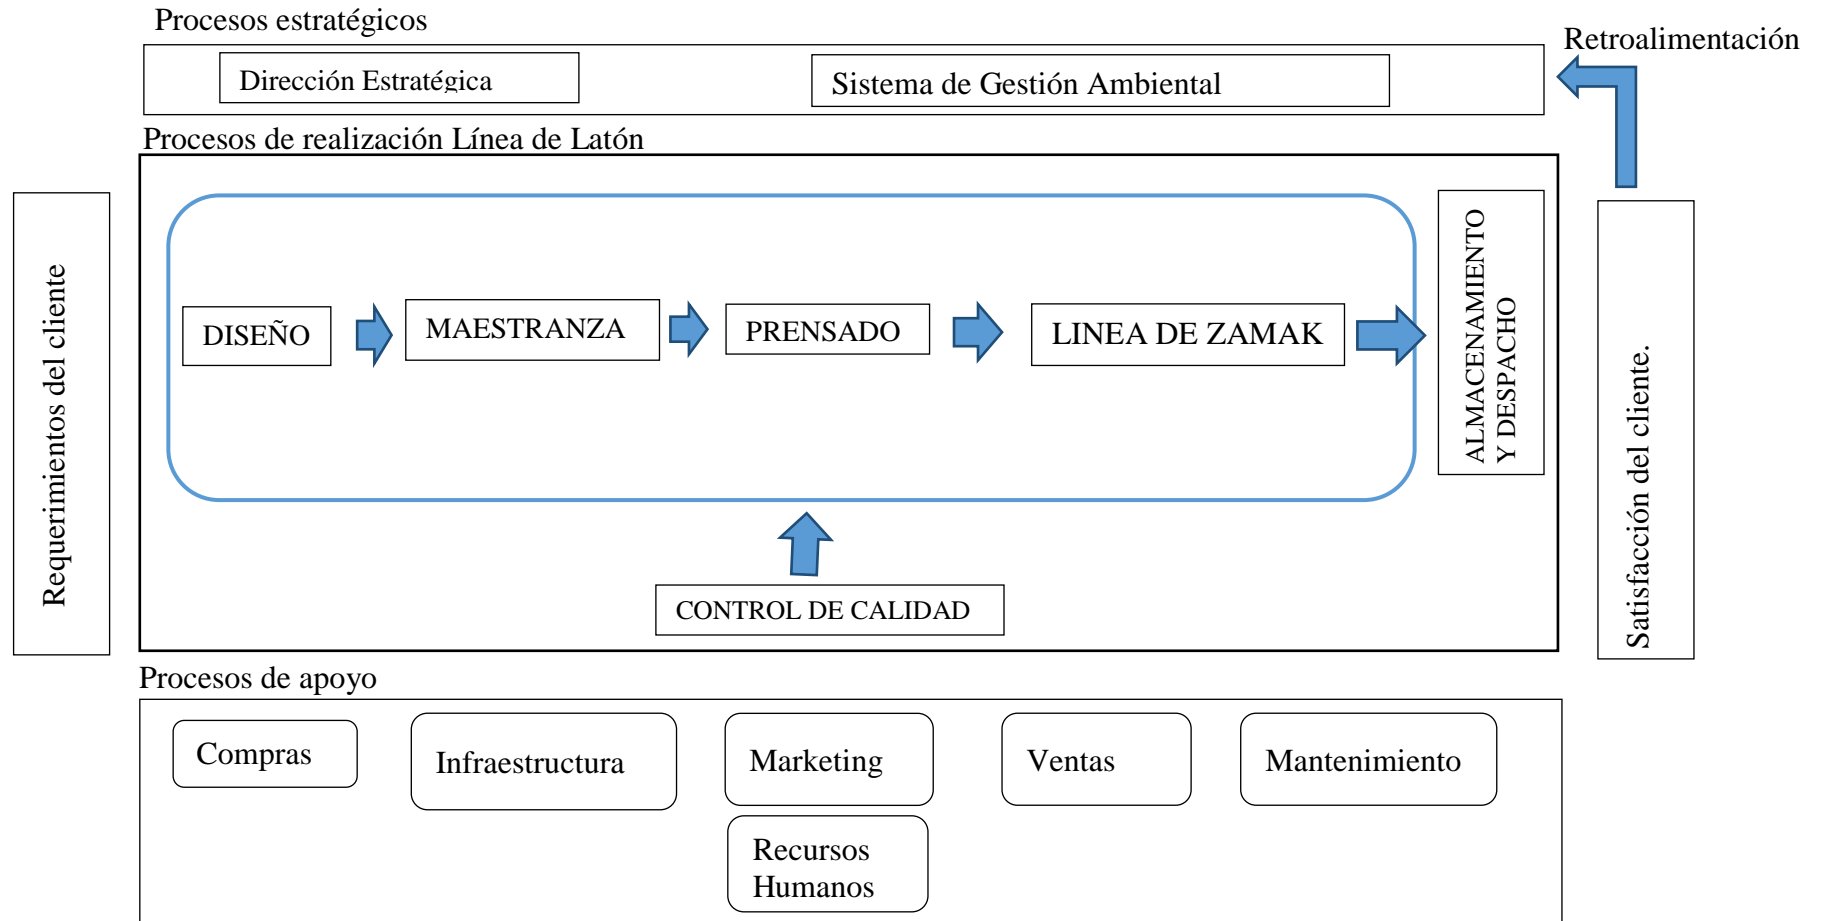 Procesos estratégicos
Retroalimentación
Dirección Estratégica
Sistema de Gestión Ambiental
Procesos de realización Línea de Latón
Requerimientos del cliente
DISEÑO
MAESTRANZA
PRENSADO
LINEA DE ZAMAK
ALMACENAMIENTO
Y DESPACHO
Satisfacción del cliente.
CONTROL DE CALIDAD
Procesos de apoyo
Compras
Infraestructura
Marketing
Ventas
Mantenimiento
Recursos
Humanos